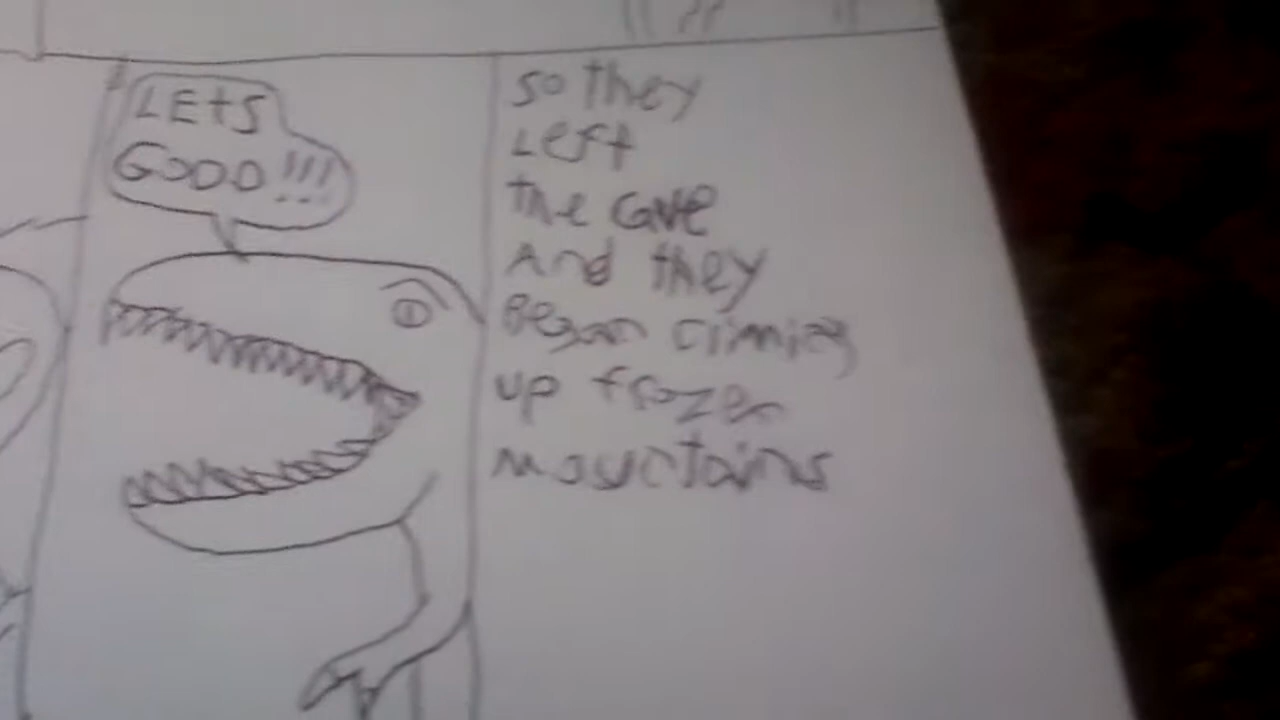 LEtS
GOOO!!!
so they
Left
the cave
And they
Began climing
up frozen
mountains